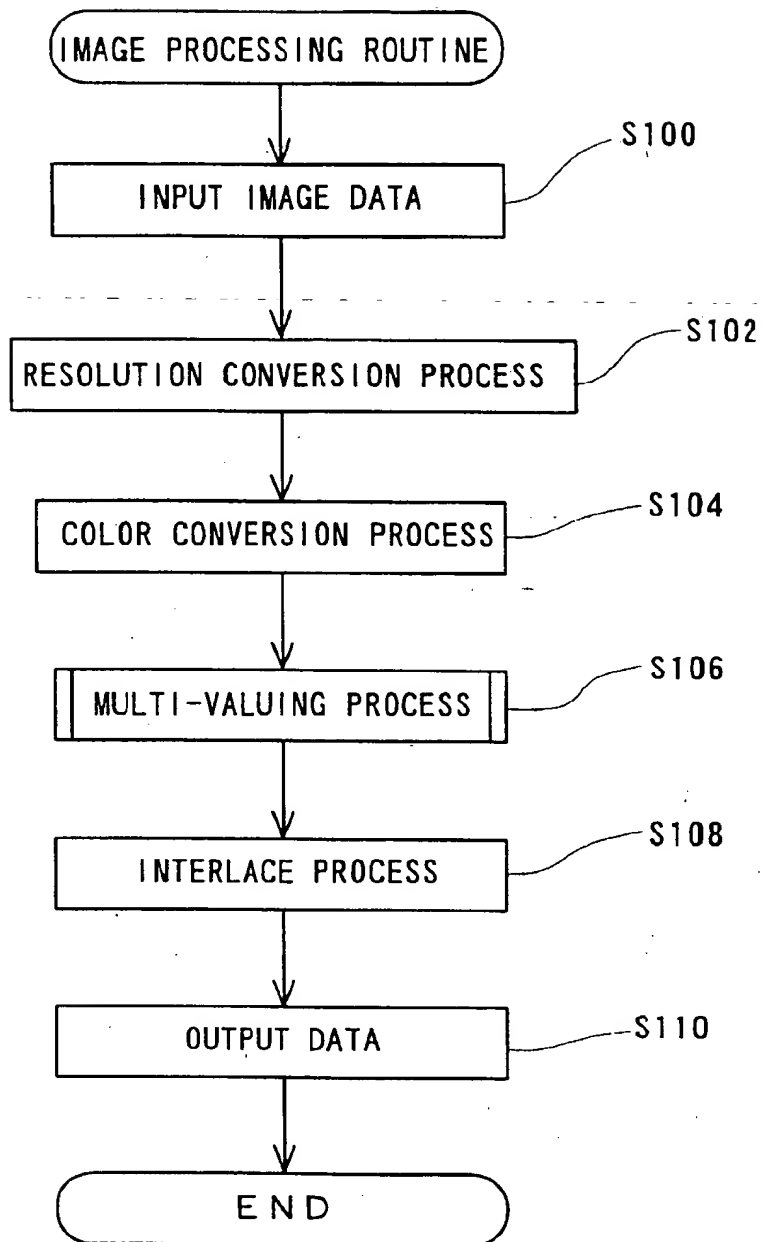 IMAGE PROCESSING ROUTINE
S100
INPUT IMAGE DATA
S102
RESOLUTION CONVERSION PROCESS
S104
COLOR CONVERSION PROCESS
S106
MULTI-VALUING PROCESS
S108
INTERLACE PROCESS
S110
OUTPUT DATA
END